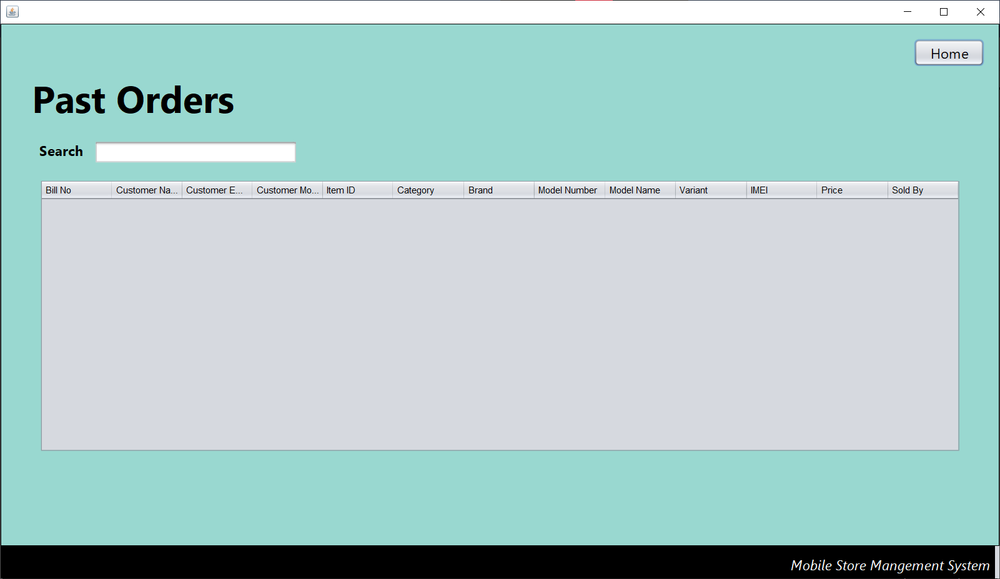 Home
Past Orders
Search
Bill No Customer Na... Customer E... Customer Mo... Item ID Category Brand Model Number Model Name Variant IMEI Price Sold By
Mobile Store Mangement System